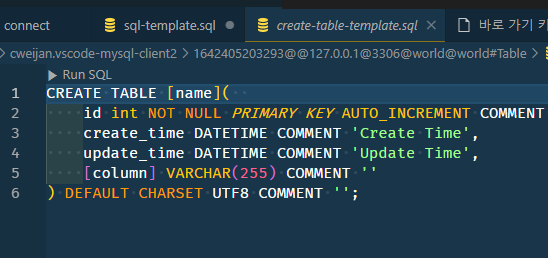 connect sql-template.sql create-table-template.sql 바로 가기 키
cweijan.vscode-mysql-client2 > 1642405203293@@127.0.0.1@3306@world@world#Table >
Run SQL
1 CREATE TABLE [name](
2 id int NOT NULL PRIMARY KEY AUTO_INCREMENT COMMENT
3 create_time DATETIME COMMENT 'Create Time',
4 update_time DATETIME COMMENT 'Update Time',
5 [column] VARCHAR(255) COMMENT ''
6 ) DEFAULT CHARSET UTF8 COMMENT '';